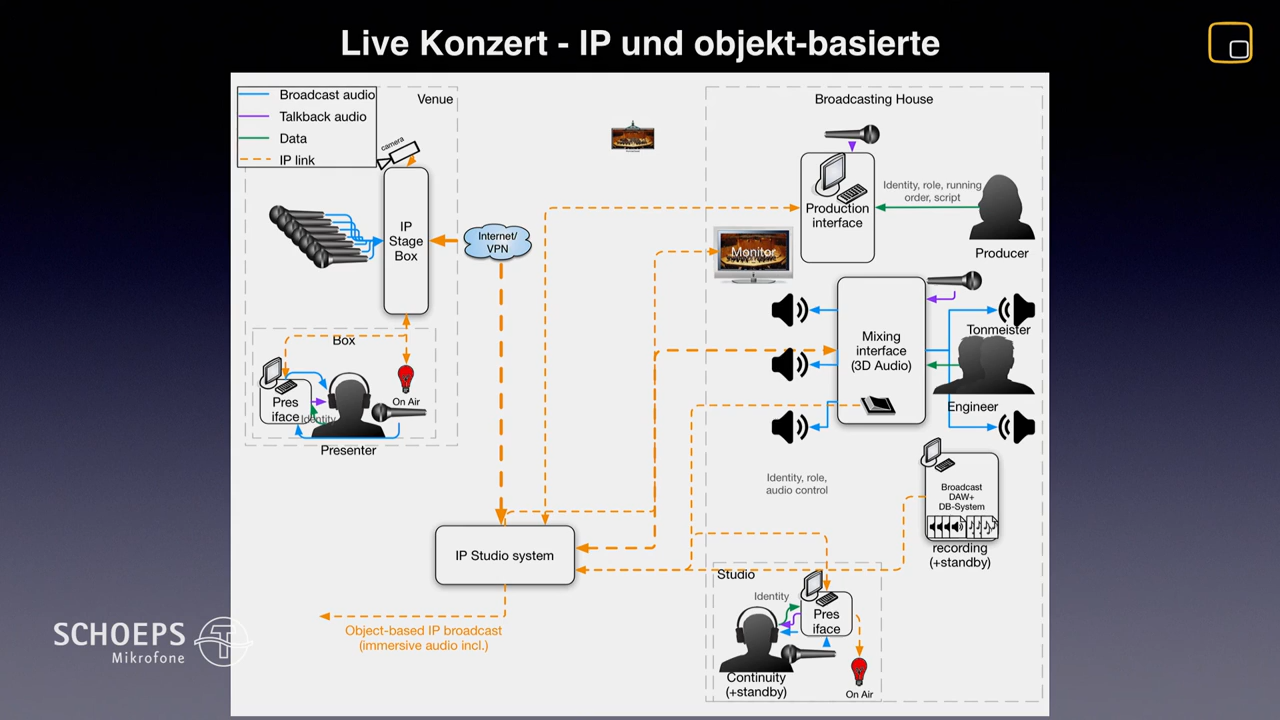 Live Konzert - IP und objekt-basierte
Broadcast audio
Talkback audio
Data
IP link
Venue
camera
IP
Stage
Box
Internet/
VPN
Box
Pres
iface
Identity
On Air
Presenter
IP Studio system
Object-based IP broadcast
(immersive audio incl.)
Broadcasting House
Production
interface
Identity, role, running
order, script
Producer
Monitor
Mixing
interface
(3D Audio)
Tonmeister
Engineer
Identity, role,
audio control
Broadcast
DAW+
DB-System
recording
(+standby)
Studio
Identity
Pres
iface
Continuity
(+standby)
On Air
SCHOEPS
Mikrofone